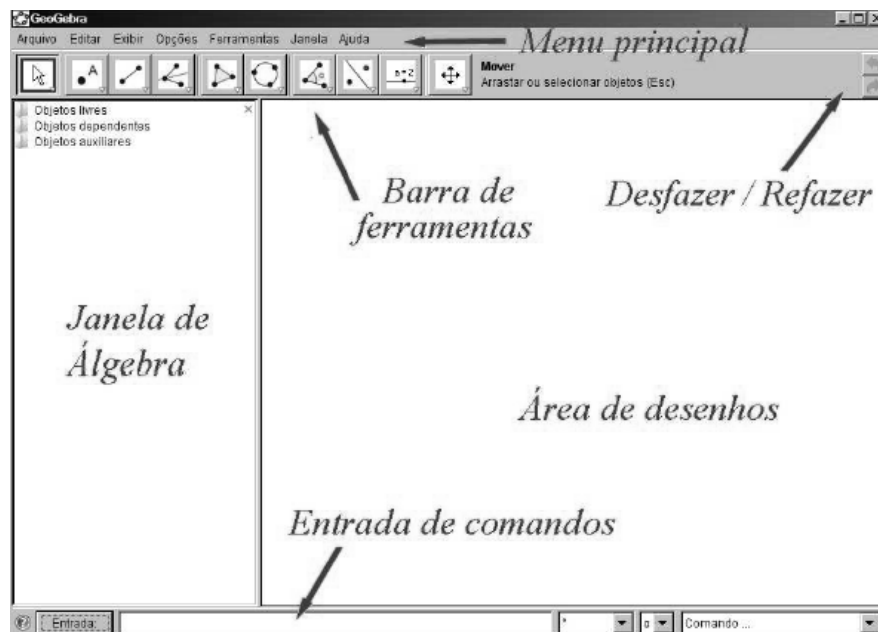 GeoGebra
Arquivo Editar Exibir Opções Ferramentas Janela Ajuda
Menu principal
A
a=2
Mover
Arrastar ou selecionar objetos (Esc)
Objetos livres
Objetos dependentes
Objetos auxiliares
Barra de
ferramentas
Desfazer / Refazer
Janela de
Álgebra
Área de desenhos
Entrada de comandos
Entrada:
Comando ...